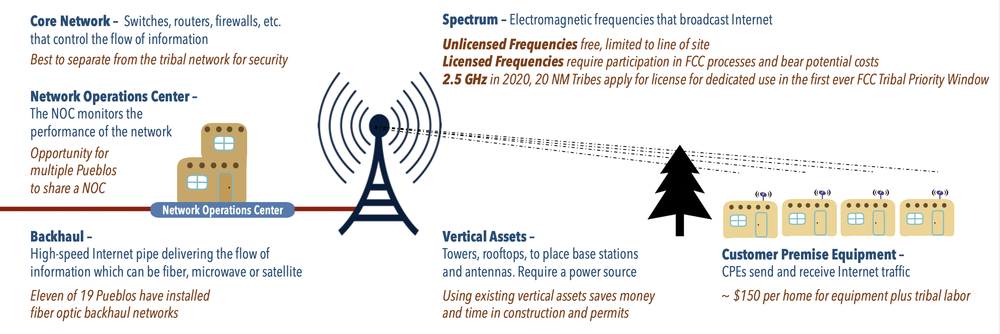 Core Network – Switches, routers, firewalls, etc.
that control the flow of information
Best to separate from the tribal network for security
Network Operations Center –
The NOC monitors the
performance of the network
Opportunity for
multiple Pueblos
to share a NOC
Network Operations Center
Backhaul –
High-speed Internet pipe delivering the flow of
information which can be fiber, microwave or satellite
Eleven of 19 Pueblos have installed
fiber optic backhaul networks
Spectrum – Electromagnetic frequencies that broadcast Internet
Unlicensed Frequencies free, limited to line of site
Licensed Frequencies require participation in FCC processes and bear potential costs
2.5 GHz in 2020, 20 NM Tribes apply for license for dedicated use in the first ever FCC Tribal Priority Window
Vertical Assets –
Towers, rooftops, to place base stations
and antennas. Require a power source
Using existing vertical assets saves money
and time in construction and permits
Customer Premise Equipment –
CPEs send and receive Internet traffic
~ $150 per home for equipment plus tribal labor